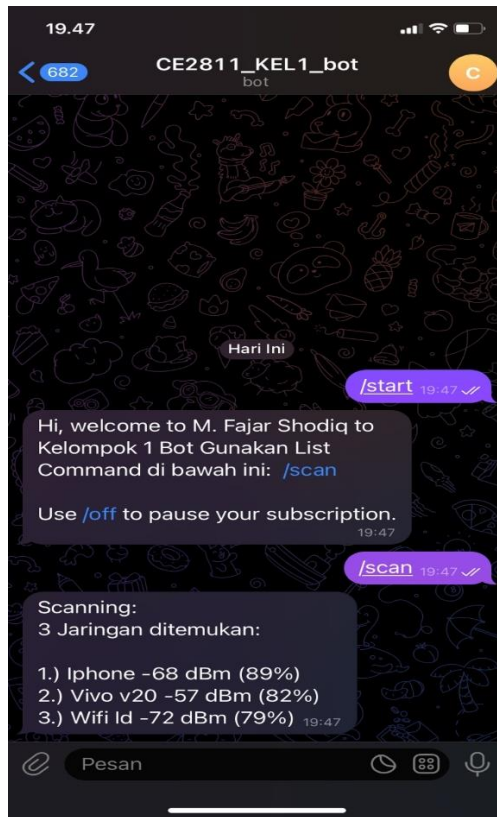 19.47
682
CE2811_KEL1_bot
bot
C
Hari Ini
/start 19:47
Hi, welcome to M. Fajar Shodiq to
Kelompok 1 Bot Gunakan List
Command di bawah ini: /scan
Use /off to pause your subscription.
19:47
/scan 19:47
Scanning:
3 Jaringan ditemukan:
1.) Iphone -68 dBm (89%)
2.) Vivo v20 -57 dBm (82%)
3.) Wifi Id -72 dBm (79%) 19:47
Pesan